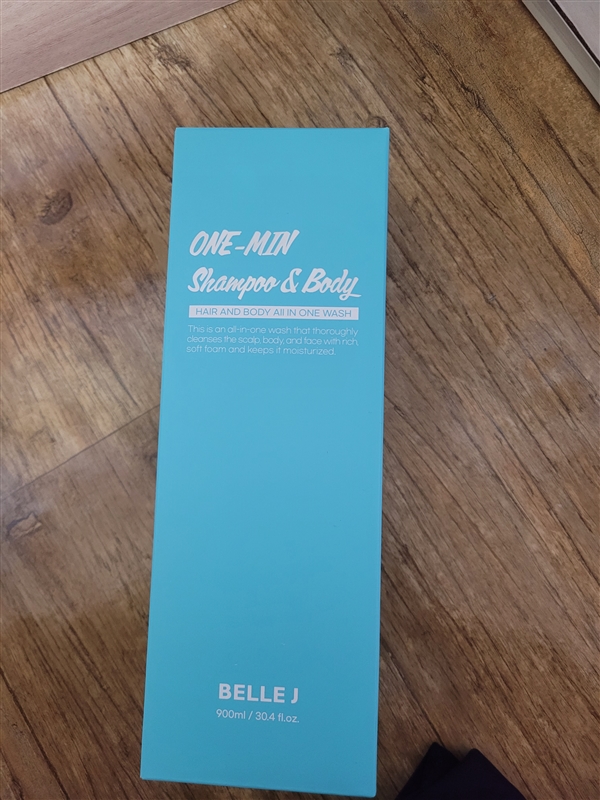 ONE-MIN
Shampoo & Body
HAIR AND BODY All IN ONE WASH
This is an all-in-one wash that thoroughly
cleanses the scalp, body, and face with rich,
soft foam and keeps it moisturized.
BELLE J
900ml / 30.4 fl.oz.